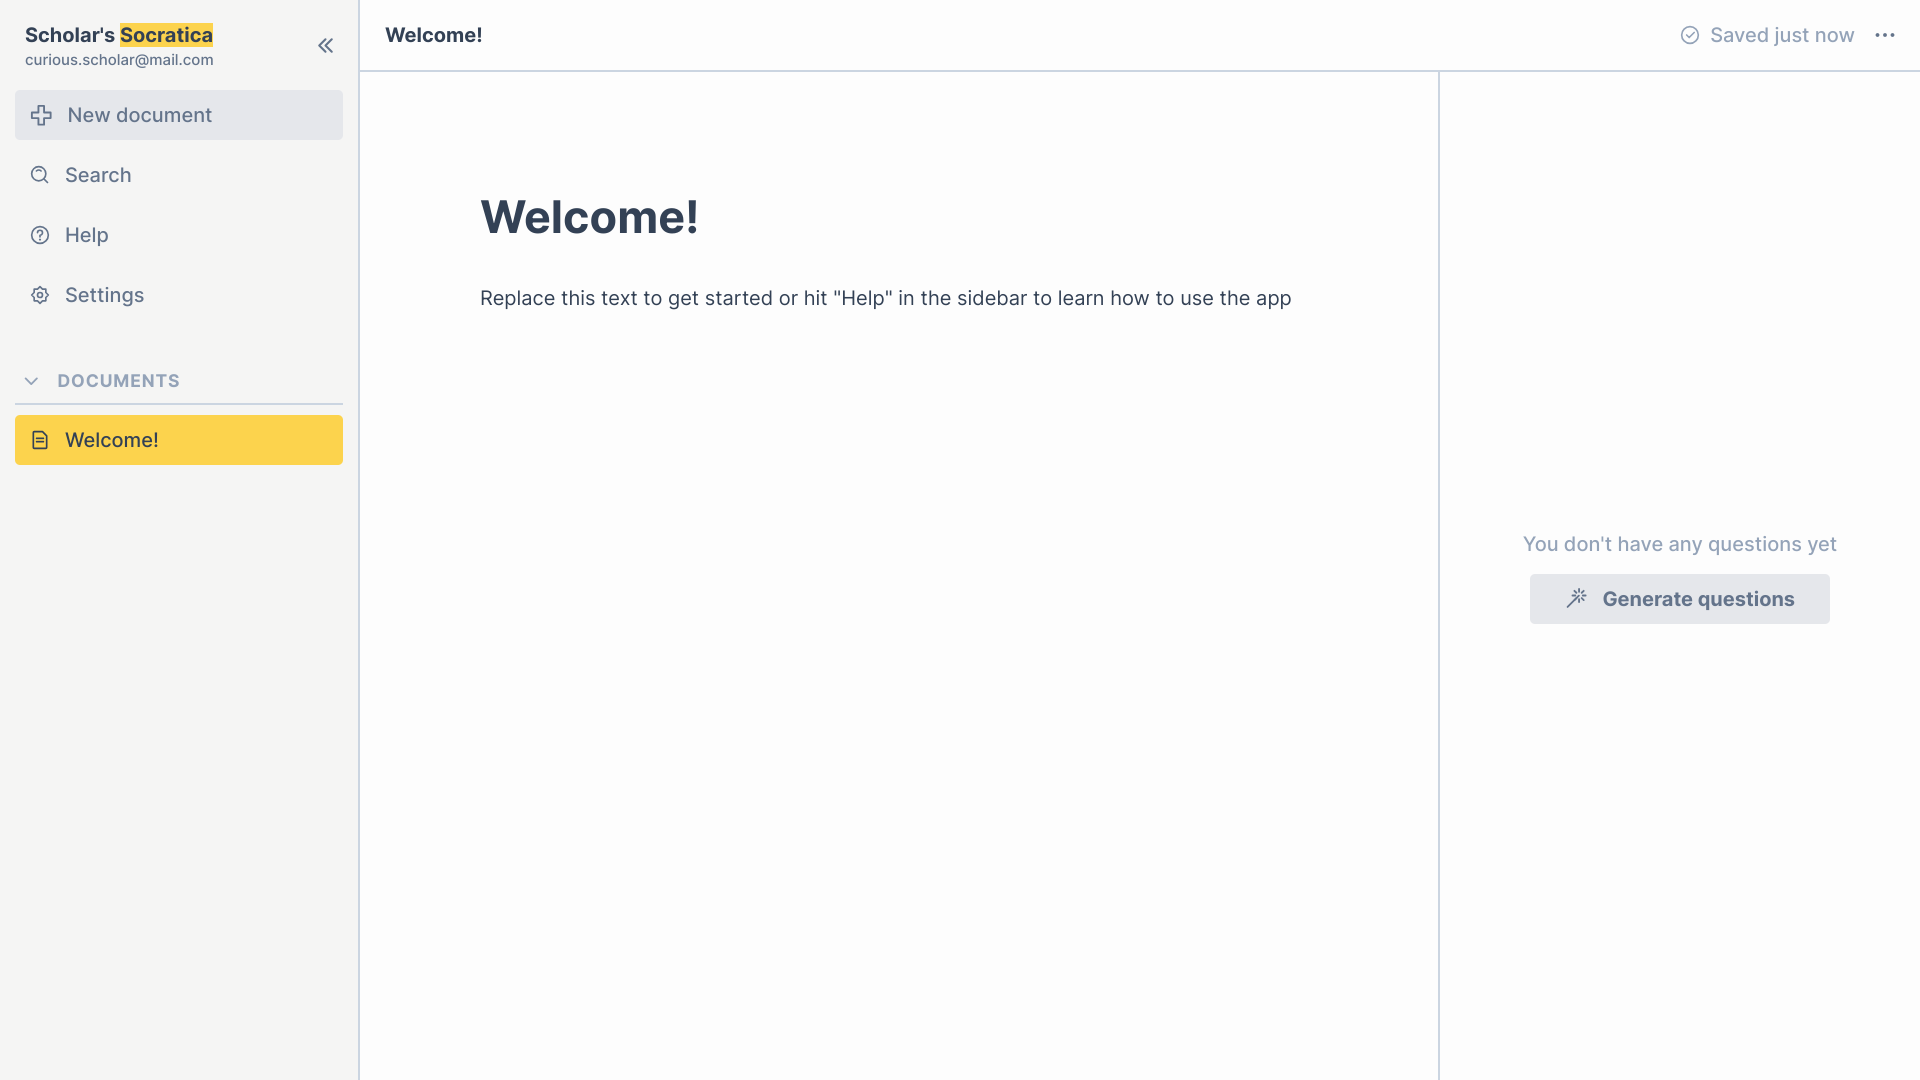 Scholar's Socratica
curious.scholar@mail.com
New document
Search
Help
Settings
DOCUMENTS
Welcome!
Welcome!
Saved just now
Welcome!
Replace this text to get started or hit "Help" in the sidebar to learn how to use the app
You don't have any questions yet
Generate questions